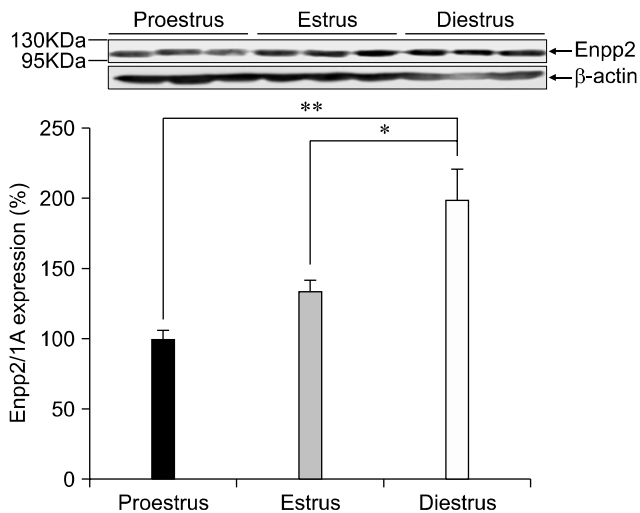 Proestrus Estrus Diestrus
130KDa
95KDa
Enpp2
β-actin
**
*
250
200
150
100
50
0
Enpp2/1A expression (%)
Proestrus Estrus Diestrus